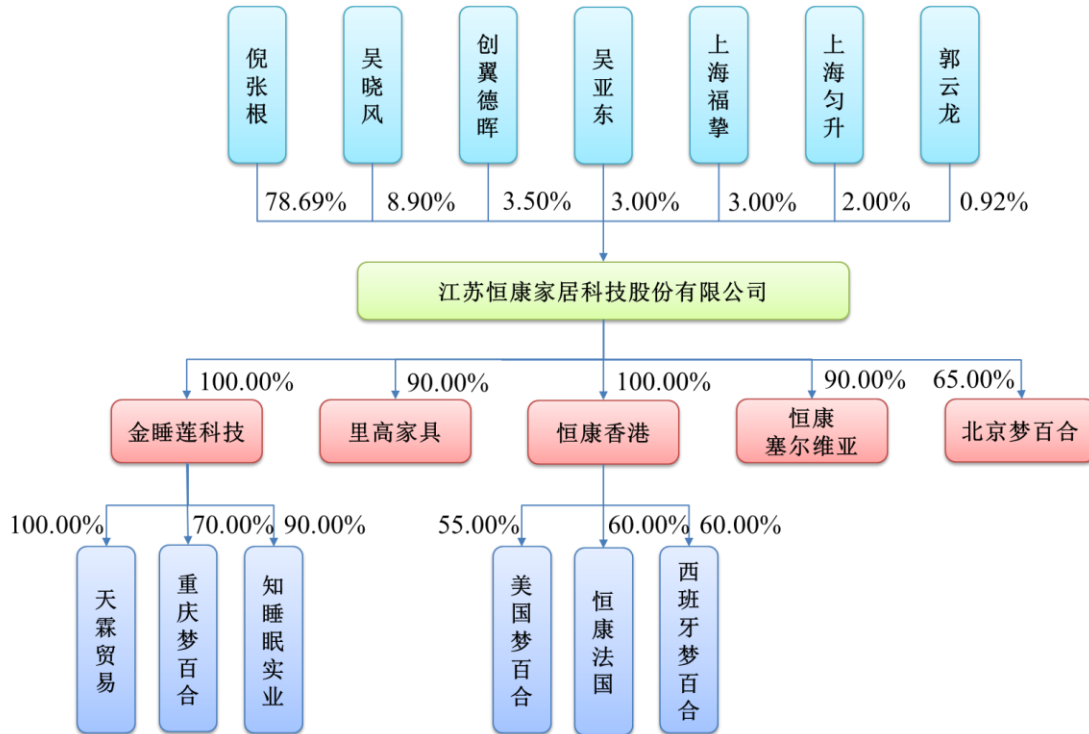 倪张根
吴晓风
创翼德晖
吴亚东
上海福挚
上海匀升
郭云龙
78.69%
8.90%
3.50%
3.00%
3.00%
2.00%
0.92%
江苏恒康家居科技股份有限公司
100.00%
90.00%
100.00%
90.00%
65.00%
金睡莲科技
里高家具
恒康香港
恒康
塞尔维亚
北京梦百合
100.00%
70.00%
90.00%
55.00%
60.00%
60.00%
天霖贸易
重庆梦百合
知睡眠实业
美国梦百合
恒康法国
西班牙梦百合